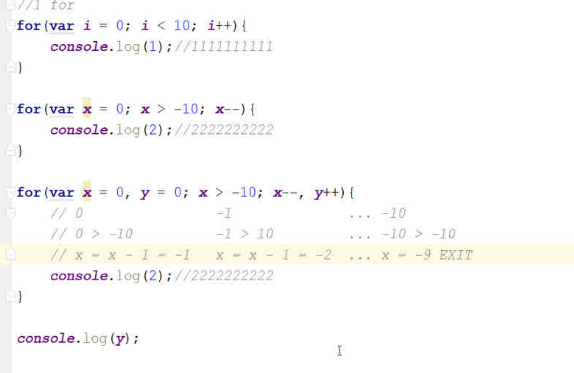 //1 for
for(var i = 0; i < 10; i++){
console.log(1);//1111111111
}
for(var x = 0; x > -10; x--){
console.log(2);//2222222222
}
for(var x = 0, y = 0; x > -10; x--, y++){
// 0 -1 ... -10
// 0 > -10 -1 > 10 ... -10 > -10
// x = x - 1 = -1 x = x - 1 = -2 ... x = -9 EXIT
console.log(2);//2222222222
}
console.log(y);